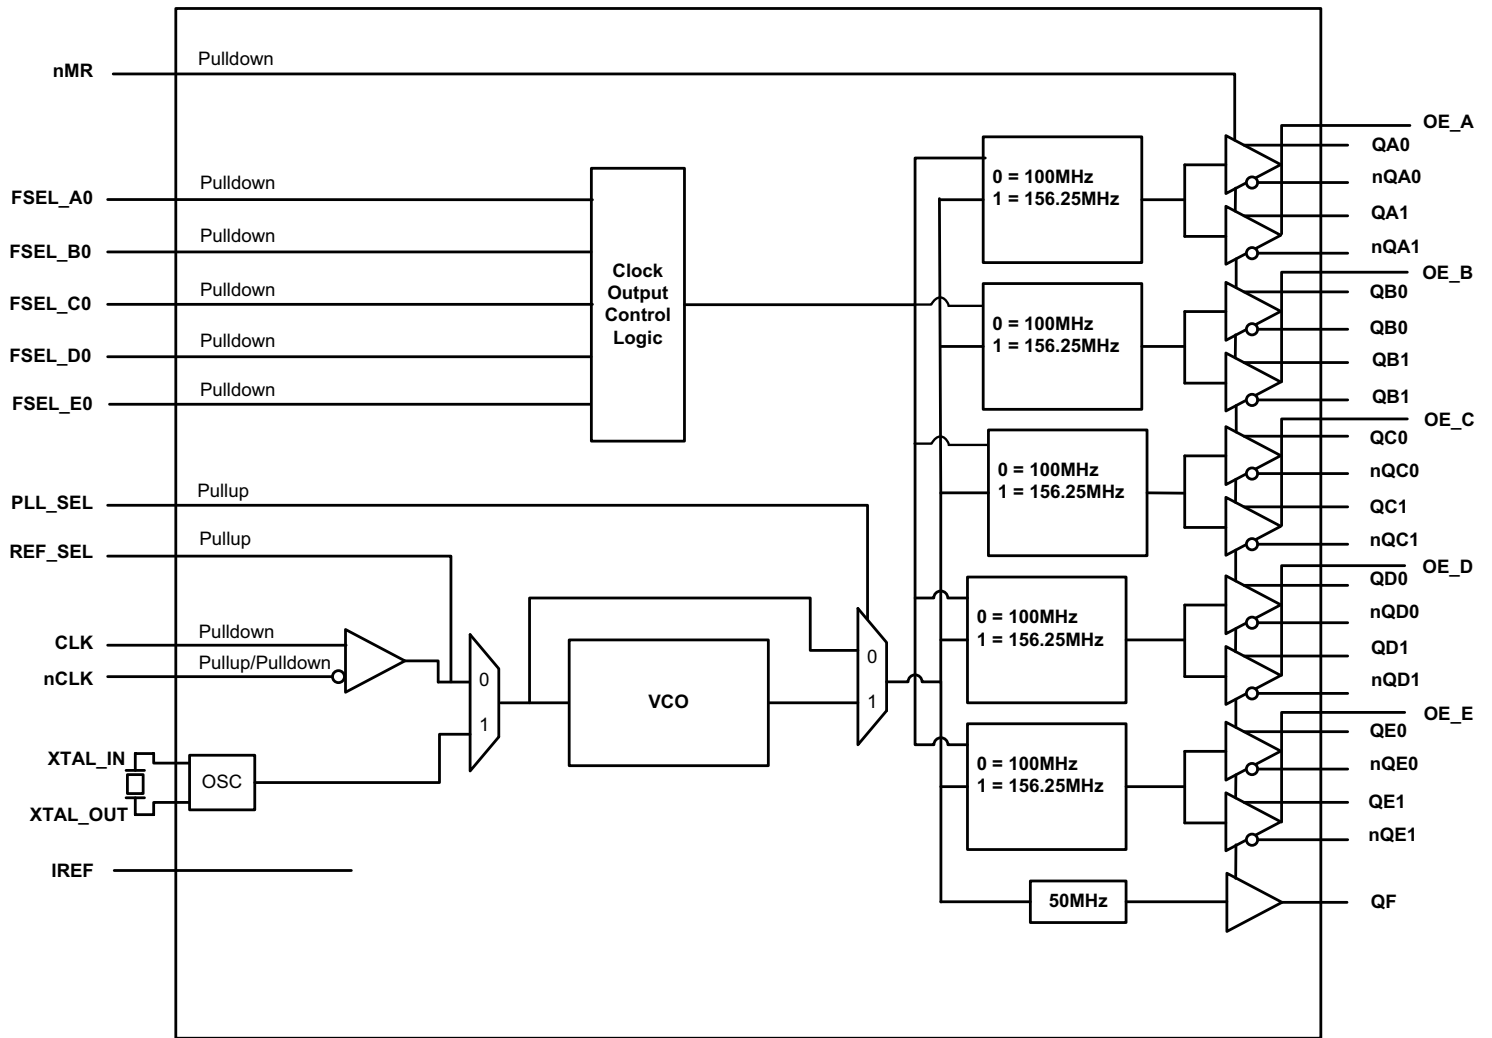 nMR
Pulldown
FSEL_A0
Pulldown
FSEL_B0
Pulldown
FSEL_C0
Pulldown
FSEL_D0
Pulldown
FSEL_E0
Pulldown
Clock
Output
Control
Logic
PLL_SEL
Pullup
REF_SEL
Pullup
CLK
Pulldown
nCLK
Pullup/Pulldown
XTAL_IN
XTAL_OUT
OSC
IREF
0
1
VCO
0
1
0 = 100MHz
1 = 156.25MHz
0 = 100MHz
1 = 156.25MHz
0 = 100MHz
1 = 156.25MHz
0 = 100MHz
1 = 156.25MHz
0 = 100MHz
1 = 156.25MHz
50MHz
OE_A
QA0
nQA0
QA1
nQA1
OE_B
QB0
QB0
QB1
QB1
OE_C
QC0
nQC0
QC1
nQC1
OE_D
QD0
nQD0
QD1
nQD1
OE_E
QE0
nQE0
QE1
nQE1
QF